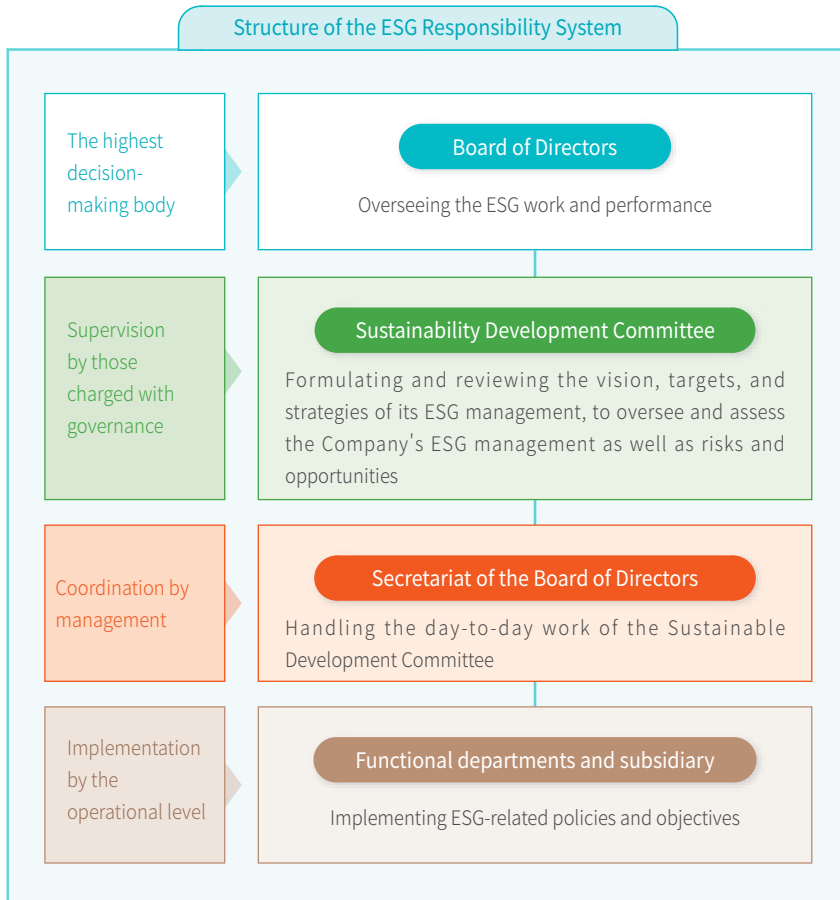 Structure of the ESG Responsibility System
The highest
decision-
making body
Board of Directors
Overseeing the ESG work and performance
Supervision
by those
charged with
governance
Sustainability Development Committee
Formulating and reviewing the vision, targets, and
strategies of its ESG management, to oversee and assess
the Company's ESG management as well as risks and
opportunities
Coordination by
management
Secretariat of the Board of Directors
Handling the day-to-day work of the Sustainable
Development Committee
Implementation
by the
operational level
Functional departments and subsidiary
Implementing ESG-related policies and objectives